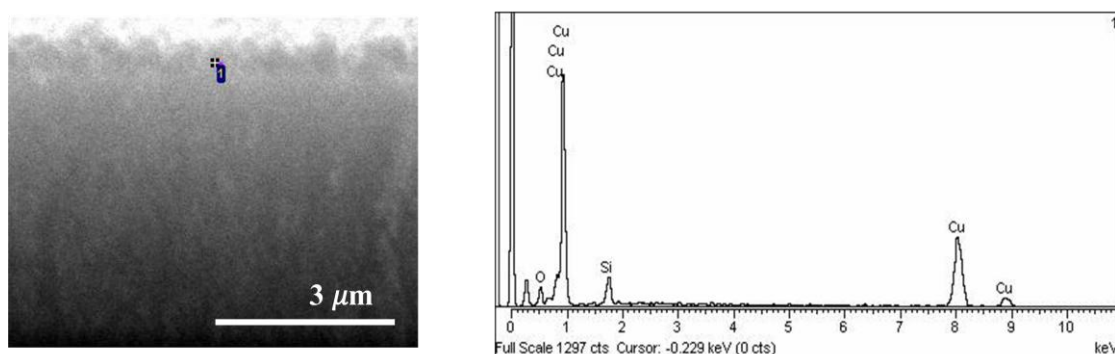 1
3 μm
1
Cu
Cu
Cu
O
Si
Cu
Cu
0 1 2 3 4 5 6 7 8 9 10
Full Scale 1297 cts Cursor: -0.229 keV (0 cts) keV